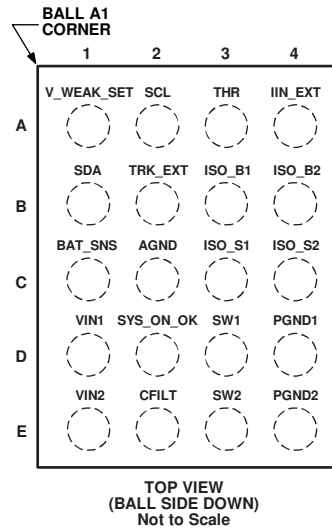 BALL A1
CORNER
1 2 3 4
V_WEAK_SET SCL THR IIN_EXT
A
SDA TRK_EXT ISO_B1 ISO_B2
B
BAT_SNS AGND ISO_S1 ISO_S2
C
VIN1 SYS_ON_OK SW1 PGND1
D
VIN2 CFILT SW2 PGND2
E
TOP VIEW
(BALL SIDE DOWN)
Not to Scale